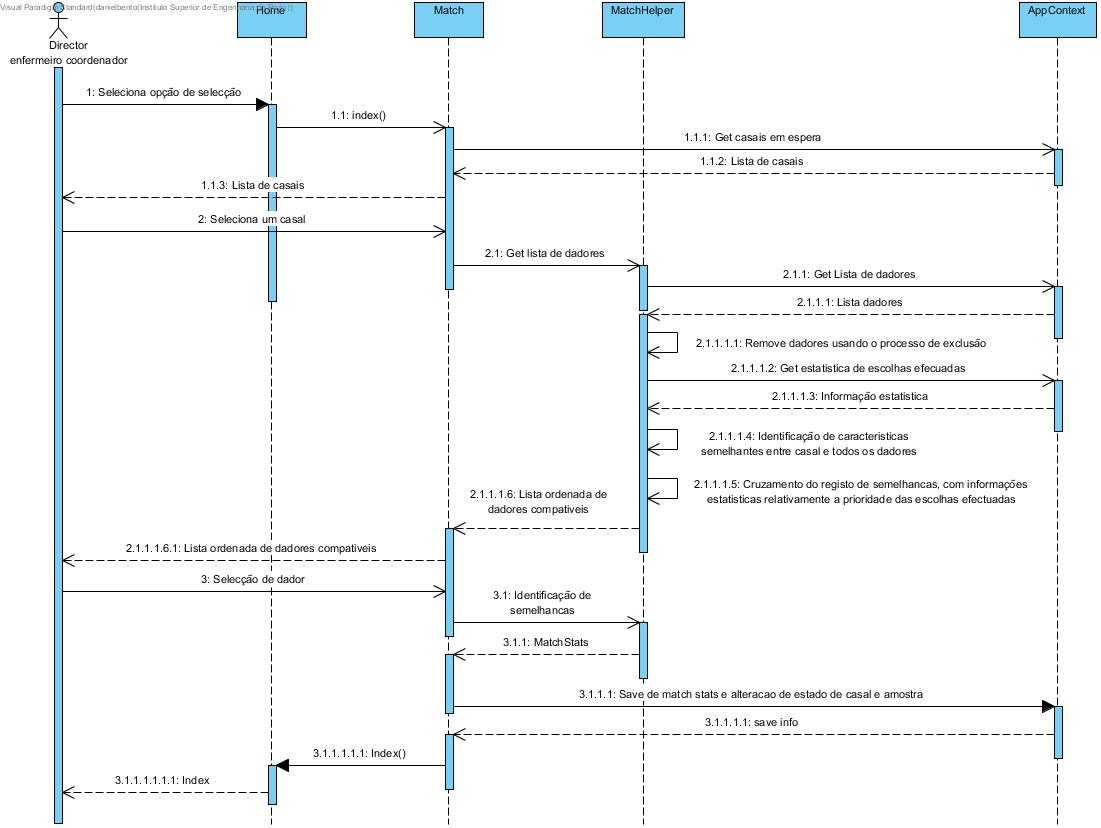 Visual Paradigm Standard(danielbento(Instituto Superior de Engenharia do Porto))
Home
Match
MatchHelper
AppContext
Director
enfermeiro coordenador
1: Seleciona opção de selecção
1.1: index()
1.1.1: Get casais em espera
1.1.2: Lista de casais
1.1.3: Lista de casais
2: Seleciona um casal
2.1: Get lista de dadores
2.1.1: Get Lista de dadores
2.1.1.1: Lista dadores
2.1.1.1.1: Remove dadores usando o processo de exclusão
2.1.1.1.2: Get estatistica de escolhas efecuadas
2.1.1.1.3: Informação estatistica
2.1.1.1.4: Identificação de caracteristicas
semelhantes entre casal e todos os dadores
2.1.1.1.5: Cruzamento do registo de semelhancas, com informações
estatisticas relativamente a prioridade das escolhas efectuadas
2.1.1.1.6: Lista ordenada de
dadores compativeis
2.1.1.1.6.1: Lista ordenada de dadores compativeis
3: Selecção de dador
3.1: Identificação de
semelhancas
3.1.1: MatchStats
3.1.1.1: Save de match stats e alteracao de estado de casal e amostra
3.1.1.1.1: save info
3.1.1.1.1.1: Index()
3.1.1.1.1.1.1: Index